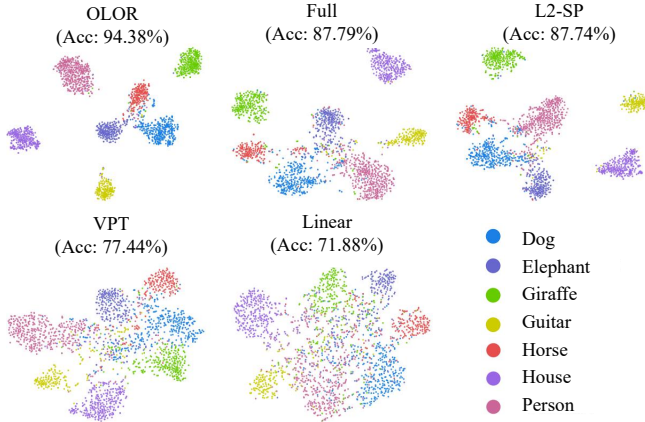 OLOR
(Acc: 94.38%)
Full
(Acc: 87.79%)
L2-SP
(Acc: 87.74%)
VPT
(Acc: 77.44%)
Linear
(Acc: 71.88%)
Dog
Elephant
Giraffe
Guitar
Horse
House
Person